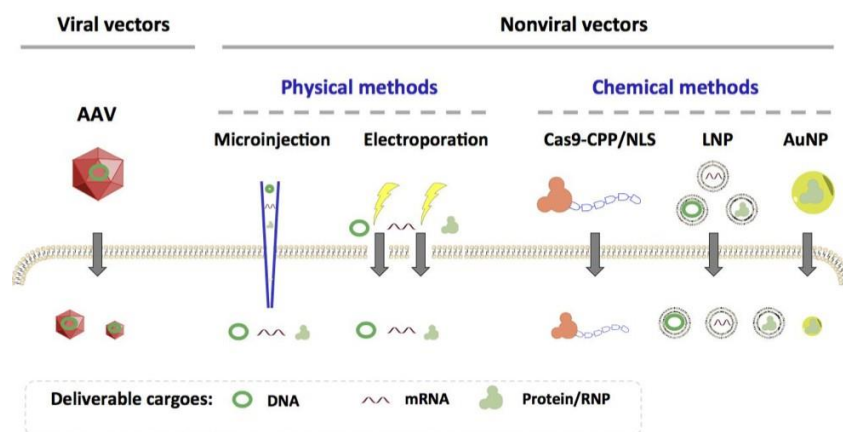 Viral vectors
Nonviral vectors
Physical methods
Chemical methods
AAV
Microinjection
Electroporation
Cas9-CPP/NLS
LNP
AuNP
Deliverable cargoes:
DNA
mRNA
Protein/RNP